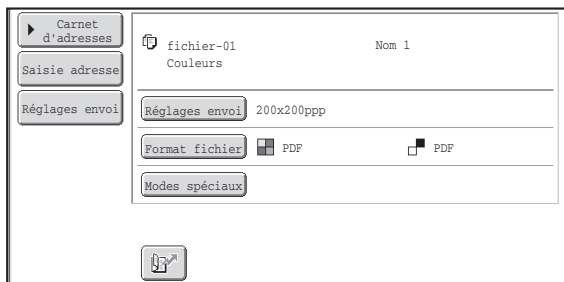 Carnet
d'adresses
Saisie adresse
Réglages envoi
fichier-01 Nom 1
Couleurs
Réglages envoi 200x200ppp
Format fichier PDF PDF
Modes spéciaux